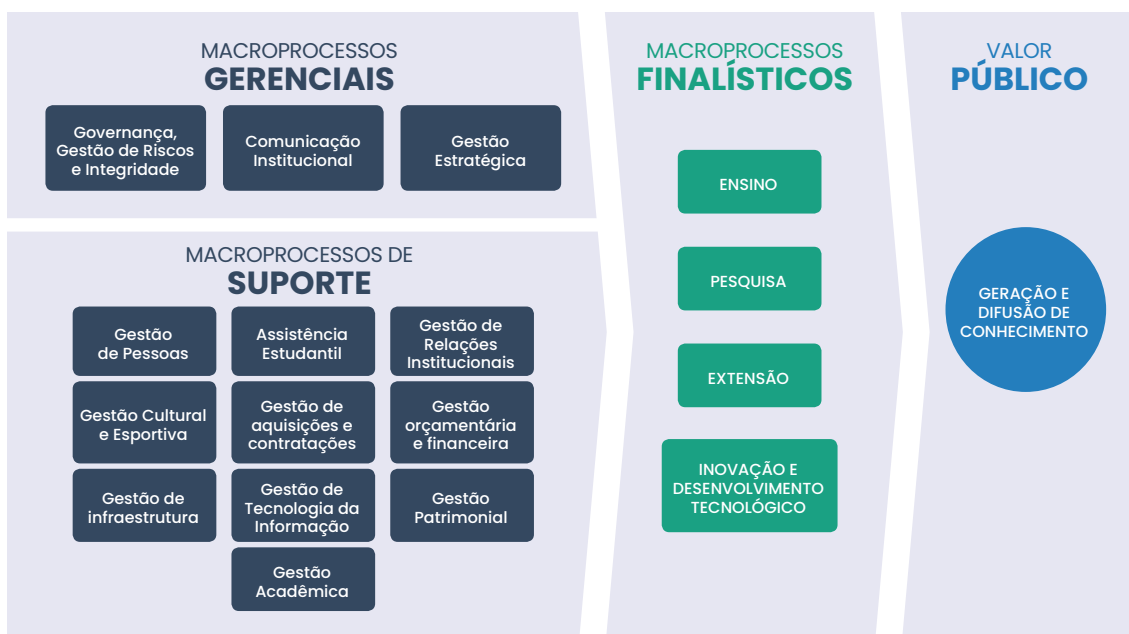 MACROPROCESSOS
GERENCIAIS
Governança,
Gestão de Riscos
e Integridade
Comunicação
Institucional
Gestão
Estratégica
MACROPROCESSOS DE
SUPORTE
Gestão
de Pessoas
Assistência
Estudantil
Gestão de
Relações
Institucionais
Gestão Cultural
e Esportiva
Gestão de
aquisições e
contratações
Gestão
orçamentária
e financeira
Gestão de
infraestrutura
Gestão de
Tecnologia da
Informação
Gestão
Patrimonial
Gestão
Acadêmica
MACROPROCESSOS
FINALÍSTICOS
ENSINO
PESQUISA
EXTENSÃO
INOVAÇÃO E
DESENVOLVIMENTO
TECNOLÓGICO
VALOR
PÚBLICO
GERAÇÃO E
DIFUSÃO DE
CONHECIMENTO